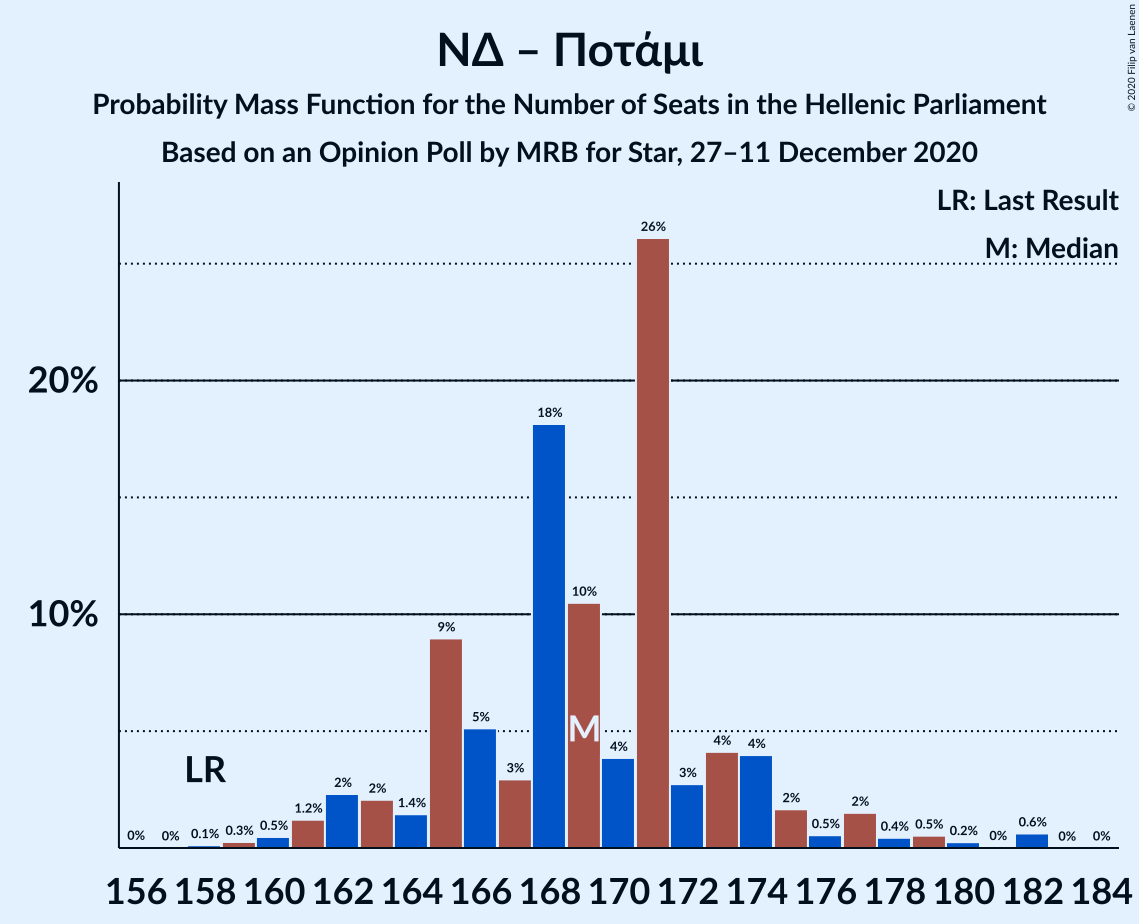 ΝΔ – Ποτάμι
Probability Mass Function for the Number of Seats in the Hellenic Parliament
Based on an Opinion Poll by MRB for Star, 27–11 December 2020
© 2020 Filip van Laenen
LR: Last Result
M: Median
26%
20%
18%
10%
10%
9%
5%
M
4%
4%
4%
LR
3%
3%
2%
2%
2%
2%
1.4%
1.2%
0% 0% 0.1% 0.3% 0.5% 0.5% 0.4% 0.5% 0.2% 0% 0.6% 0% 0%
156 158 160 162 164 166 168 170 172 174 176 178 180 182 184